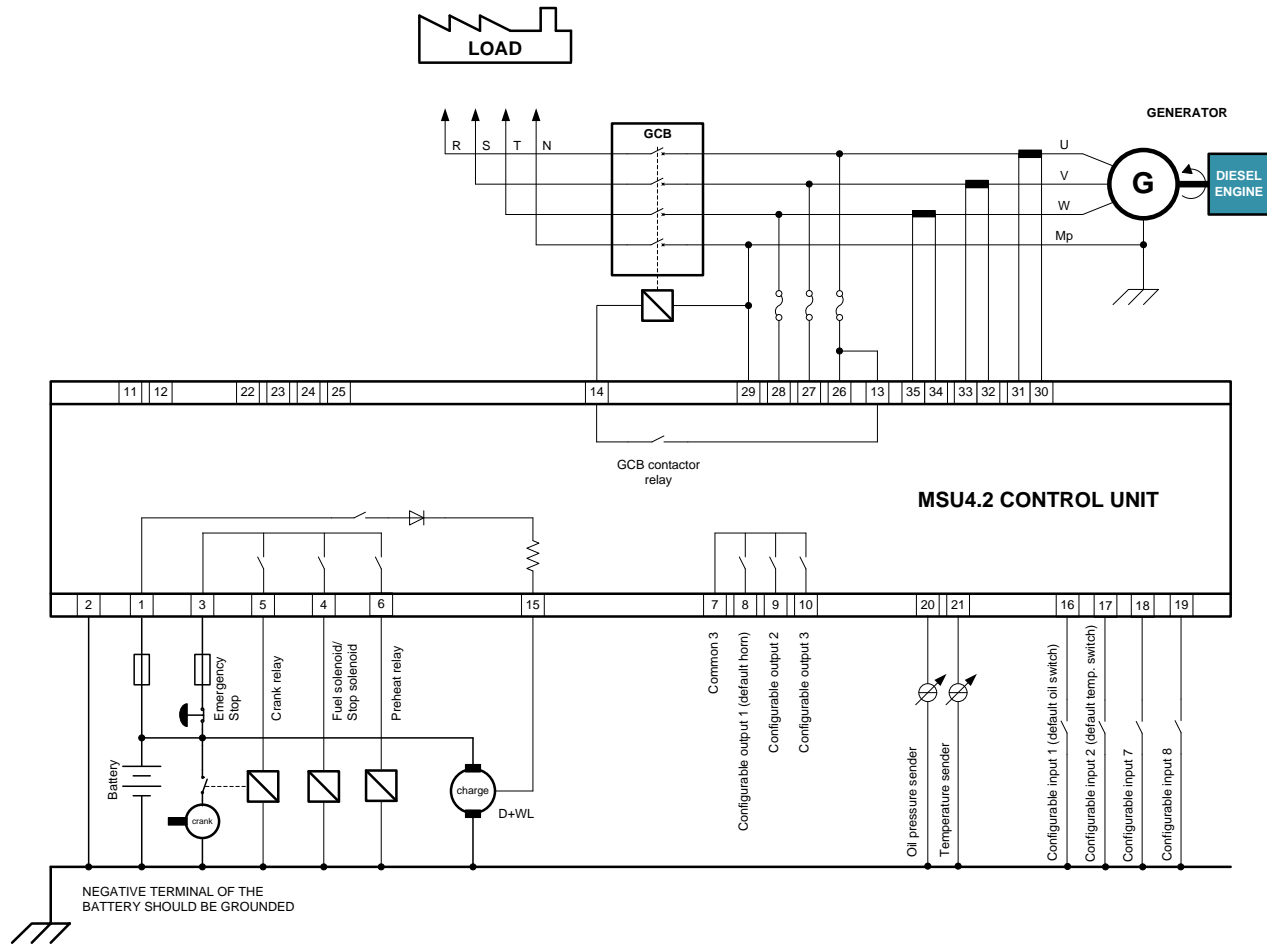 LOAD
GENERATOR
GCB
R S T N
U
V
W
Mp
G
DIESEL
ENGINE
11 12 22 23 24 25 14 29 28 27 26 13 35 34 33 32 31 30
GCB contactor
relay
MSU4.2 CONTROL UNIT
2 1 3 5 4 6 15 7 8 9 10 20 21 16 17 18 19
Emergency
Stop
Crank relay
Fuel solenoid/
Stop solenoid
Preheat relay
Common 3
Configurable output 1 (default horn)
Configurable output 2
Configurable output 3
Oil pressure sender
Temperature sender
Configurable input 1 (default oil switch)
Configurable input 2 (default temp. switch)
Configurable input 7
Configurable input 8
Battery
crank
charge
D+WL
NEGATIVE TERMINAL OF THE
BATTERY SHOULD BE GROUNDED